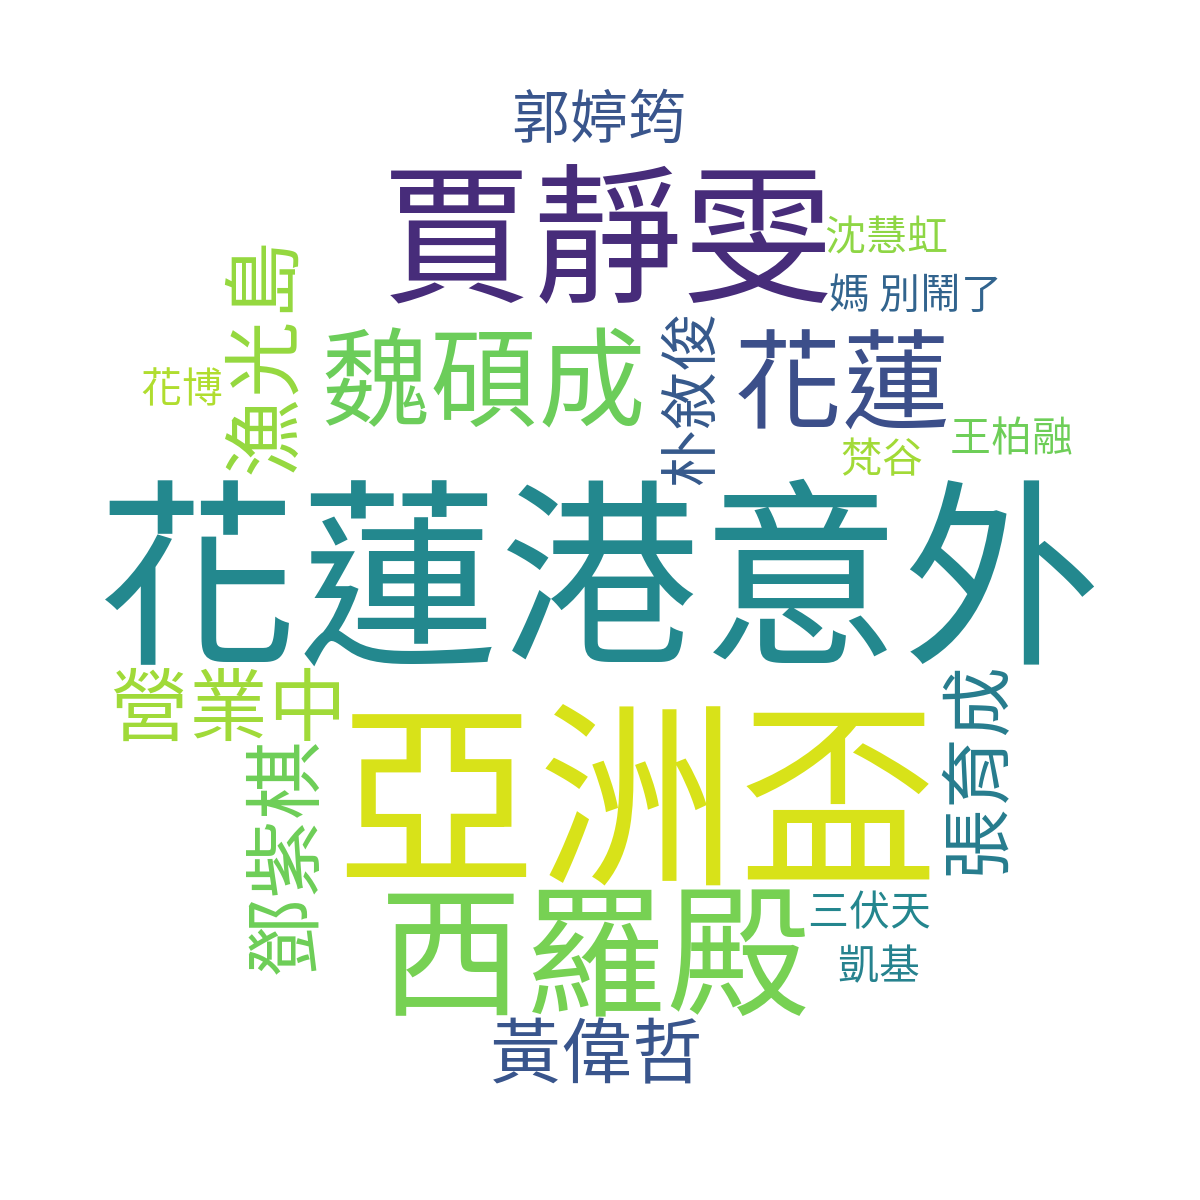 郭婷筠
賈靜雯
沈慧虹
媽 別鬧了
漁光島
魏碩成
朴敘俊
花蓮
花博
王柏融
梵谷
花蓮港意外
營業中
亞洲盃
張育成
鄧紫棋
西羅殿
三伏天
凱基
黃偉哲